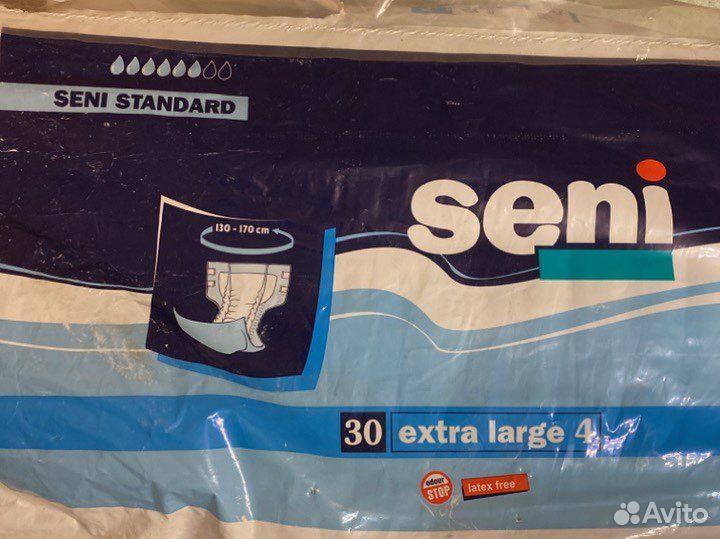 SENI STANDARD
seni
130 - 170 cm
30 extra large 4
odour
STOP
latex free
Avito